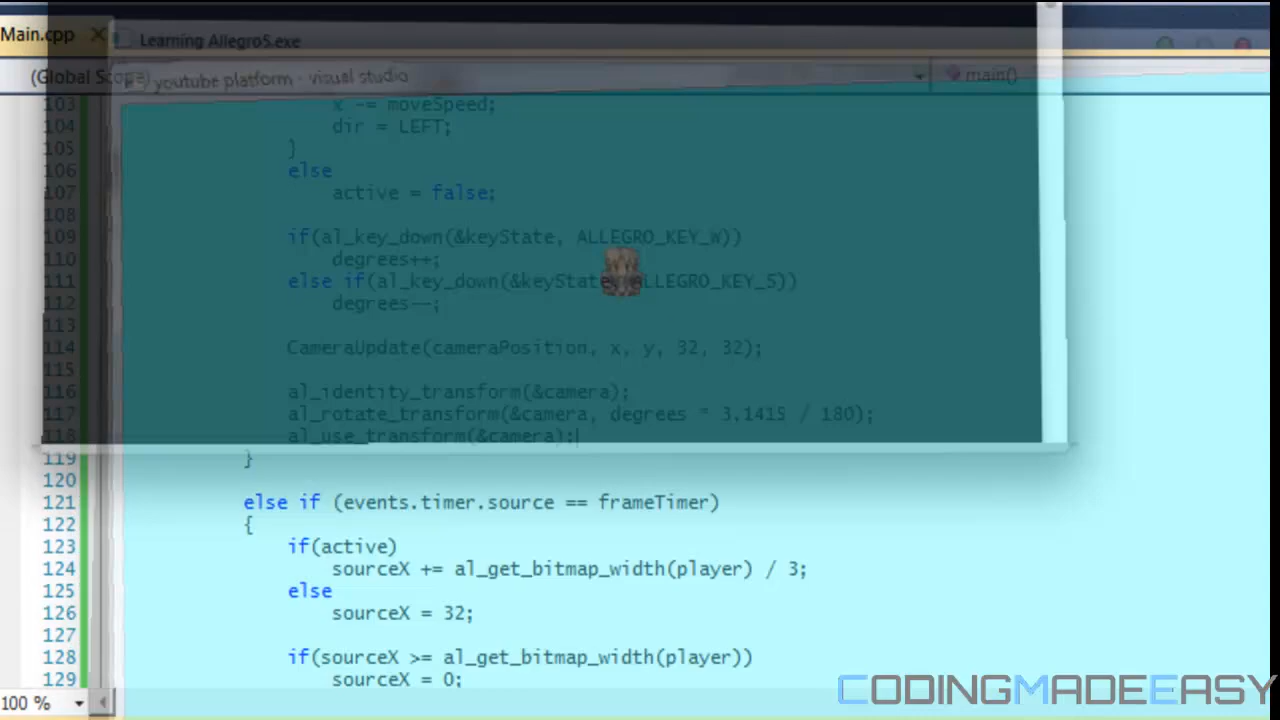 Main.cpp
Learning Allegro5.exe
(Global Scope)
youtube platform - visual studio
main()
103 x -= moveSpeed;
104 dir = LEFT;
105 }
106 else
107 active = false;
108
109 if(al_key_down(&keyState, ALLEGRO_KEY_W))
110 degrees++;
111 else if(al_key_down(&keyState, ALLEGRO_KEY_S))
112 degrees--;
113
114 CameraUpdate(cameraPosition, x, y, 32, 32);
115
116 al_identity_transform(&camera);
117 al_rotate_transform(&camera, degrees * 3.1415 / 180);
118 al_use_transform(&camera);
119 }
120
121 else if (events.timer.source == frameTimer)
122 {
123 if(active)
124 sourceX += al_get_bitmap_width(player) / 3;
125 else
126 sourceX = 32;
127
128 if(sourceX >= al_get_bitmap_width(player))
129 sourceX = 0;
100 %
CODINGMADEEASY